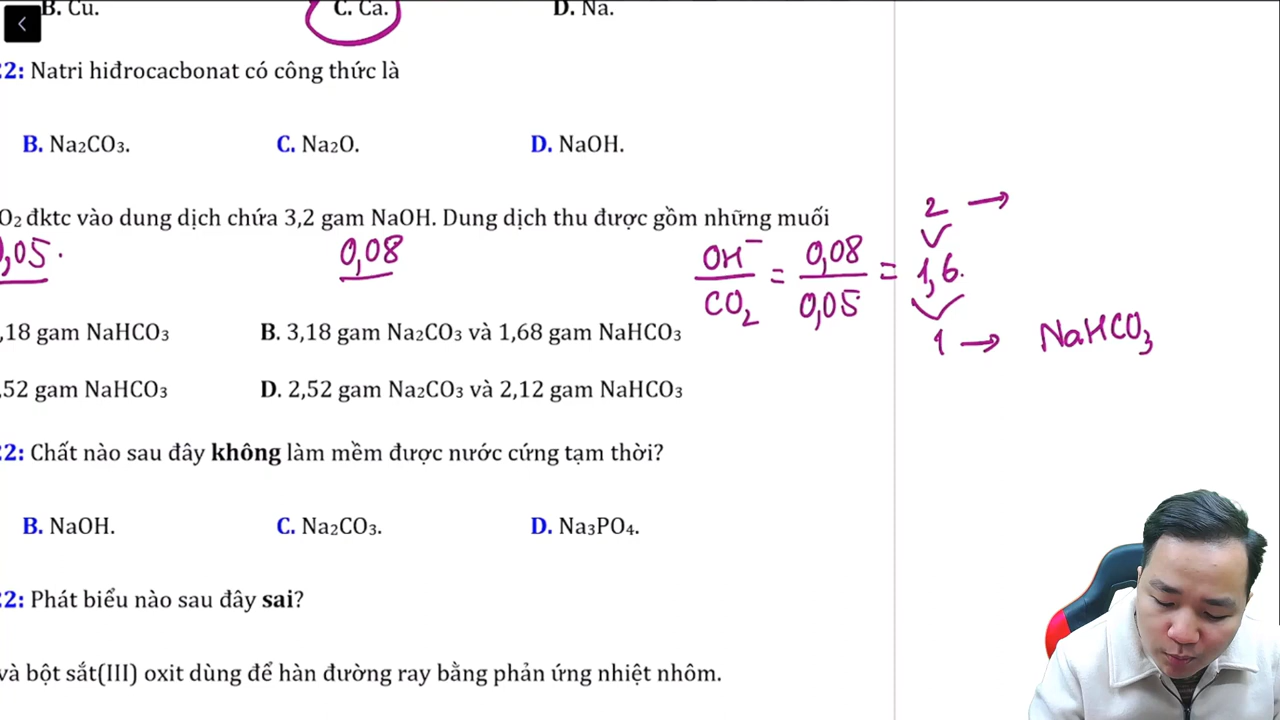 B. Cu. C. Ca. D. Na.
22: Natri hiđrocacbonat có công thức là
B. Na₂CO₃. C. Na₂O. D. NaOH.
O₂ đktc vào dung dịch chứa 3,2 gam NaOH. Dung dịch thu được gồm những muối
,05. 0,08
OH⁻/CO₂ = 0,08/0,05 = 1,6.
2 →
1 → NaHCO₃
,18 gam NaHCO₃ B. 3,18 gam Na₂CO₃ và 1,68 gam NaHCO₃
,52 gam NaHCO₃ D. 2,52 gam Na₂CO₃ và 2,12 gam NaHCO₃
22: Chất nào sau đây không làm mềm được nước cứng tạm thời?
B. NaOH. C. Na₂CO₃. D. Na₃PO₄.
22: Phát biểu nào sau đây sai?
và bột sắt(III) oxit dùng để hàn đường ray bằng phản ứng nhiệt nhôm.